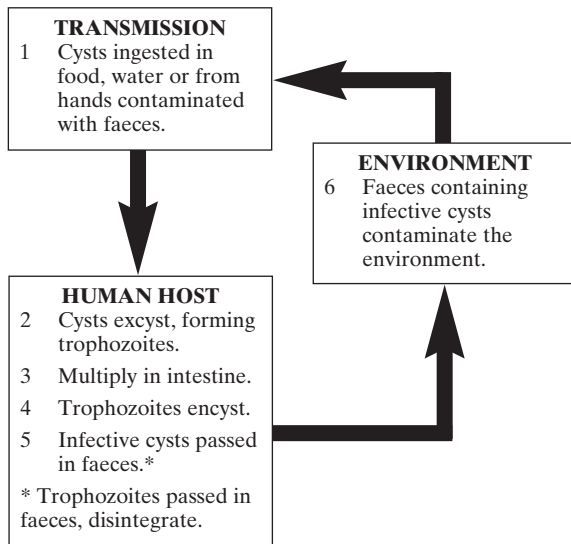 TRANSMISSION
1 Cysts ingested in
food, water or from
hands contaminated
with faeces.
HUMAN HOST
2 Cysts excyst, forming
trophozoites.
3 Multiply in intestine.
4 Trophozoites encyst.
5 Infective cysts passed
in faeces.*
* Trophozoites passed in
faeces, disintegrate.
ENVIRONMENT
6 Faeces containing
infective cysts
contaminate the
environment.